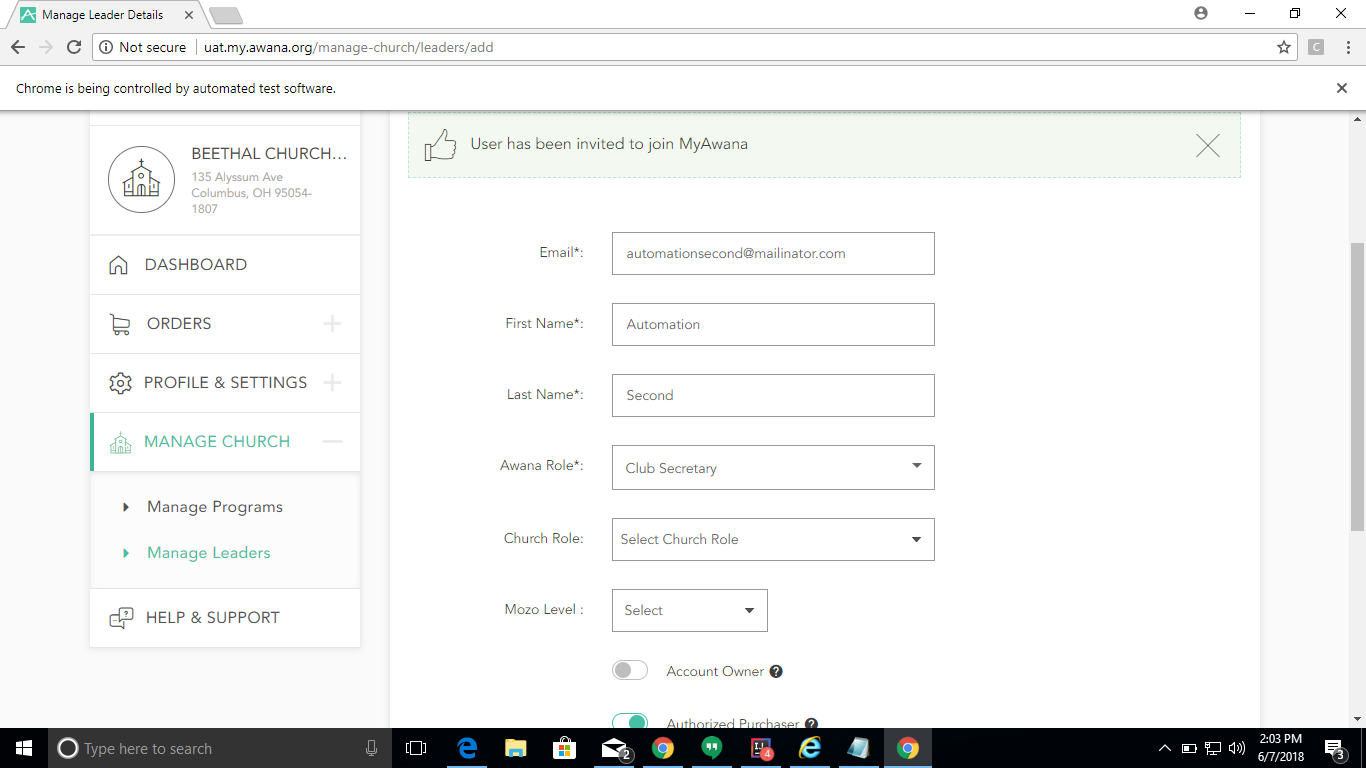 Manage Leader Details
Not secure
uat.my.awana.org/manage-church/leaders/add
C
Chrome is being controlled by automated test software.
BEETHAL CHURCH...
135 Alyssum Ave
Columbus, OH 95054-
1807
DASHBOARD
ORDERS
PROFILE & SETTINGS
MANAGE CHURCH
Manage Programs
Manage Leaders
HELP & SUPPORT
User has been invited to join MyAwana
Email*: automationsecond@mailinator.com
First Name*: Automation
Last Name*: Second
Awana Role*: Club Secretary
Church Role: Select Church Role
Mozo Level : Select
Account Owner ?
Authorized Purchaser ?
Type here to search
2
IJ
4
2:03 PM
6/7/2018
3